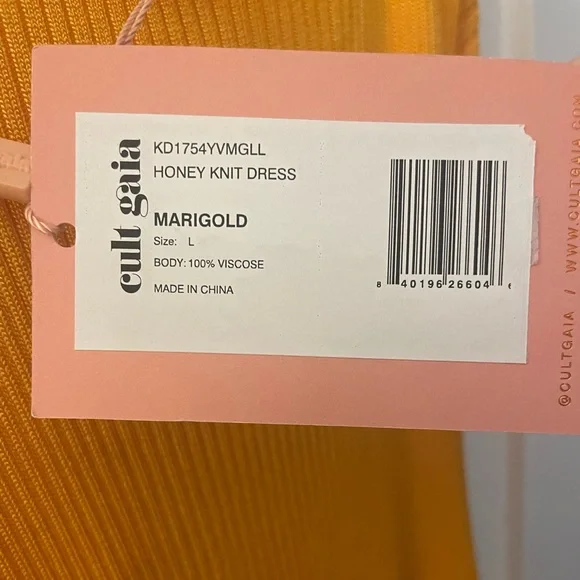 cult gaia
KD1754YVMGLL
HONEY KNIT DRESS
MARIGOLD
Size: L
BODY: 100% VISCOSE
MADE IN CHINA
8 40196 26604 6
@CULTGAIA / WWW.CULTGAIA.COM